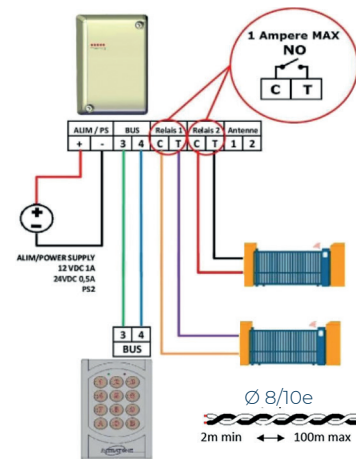 1 Ampere MAX
NO
C T
ALIM / PS BUS Relais 1 Relais 2 Antenne
+ - 3 4 C T C T 1 2
+
−
ALIM/POWER SUPPLY
12 VDC 1A
24VDC 0,5A
PS2
3 4
BUS
Ø 8/10e
2m min 100m max